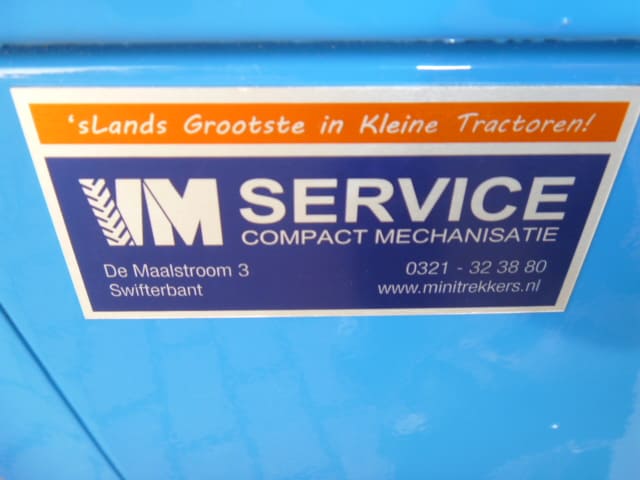 'sLands Grootste in Kleine Tractoren!
VM SERVICE
COMPACT MECHANISATIE
De Maalstroom 3
Swifterbant
0321 - 32 38 80
www.minitrekkers.nl